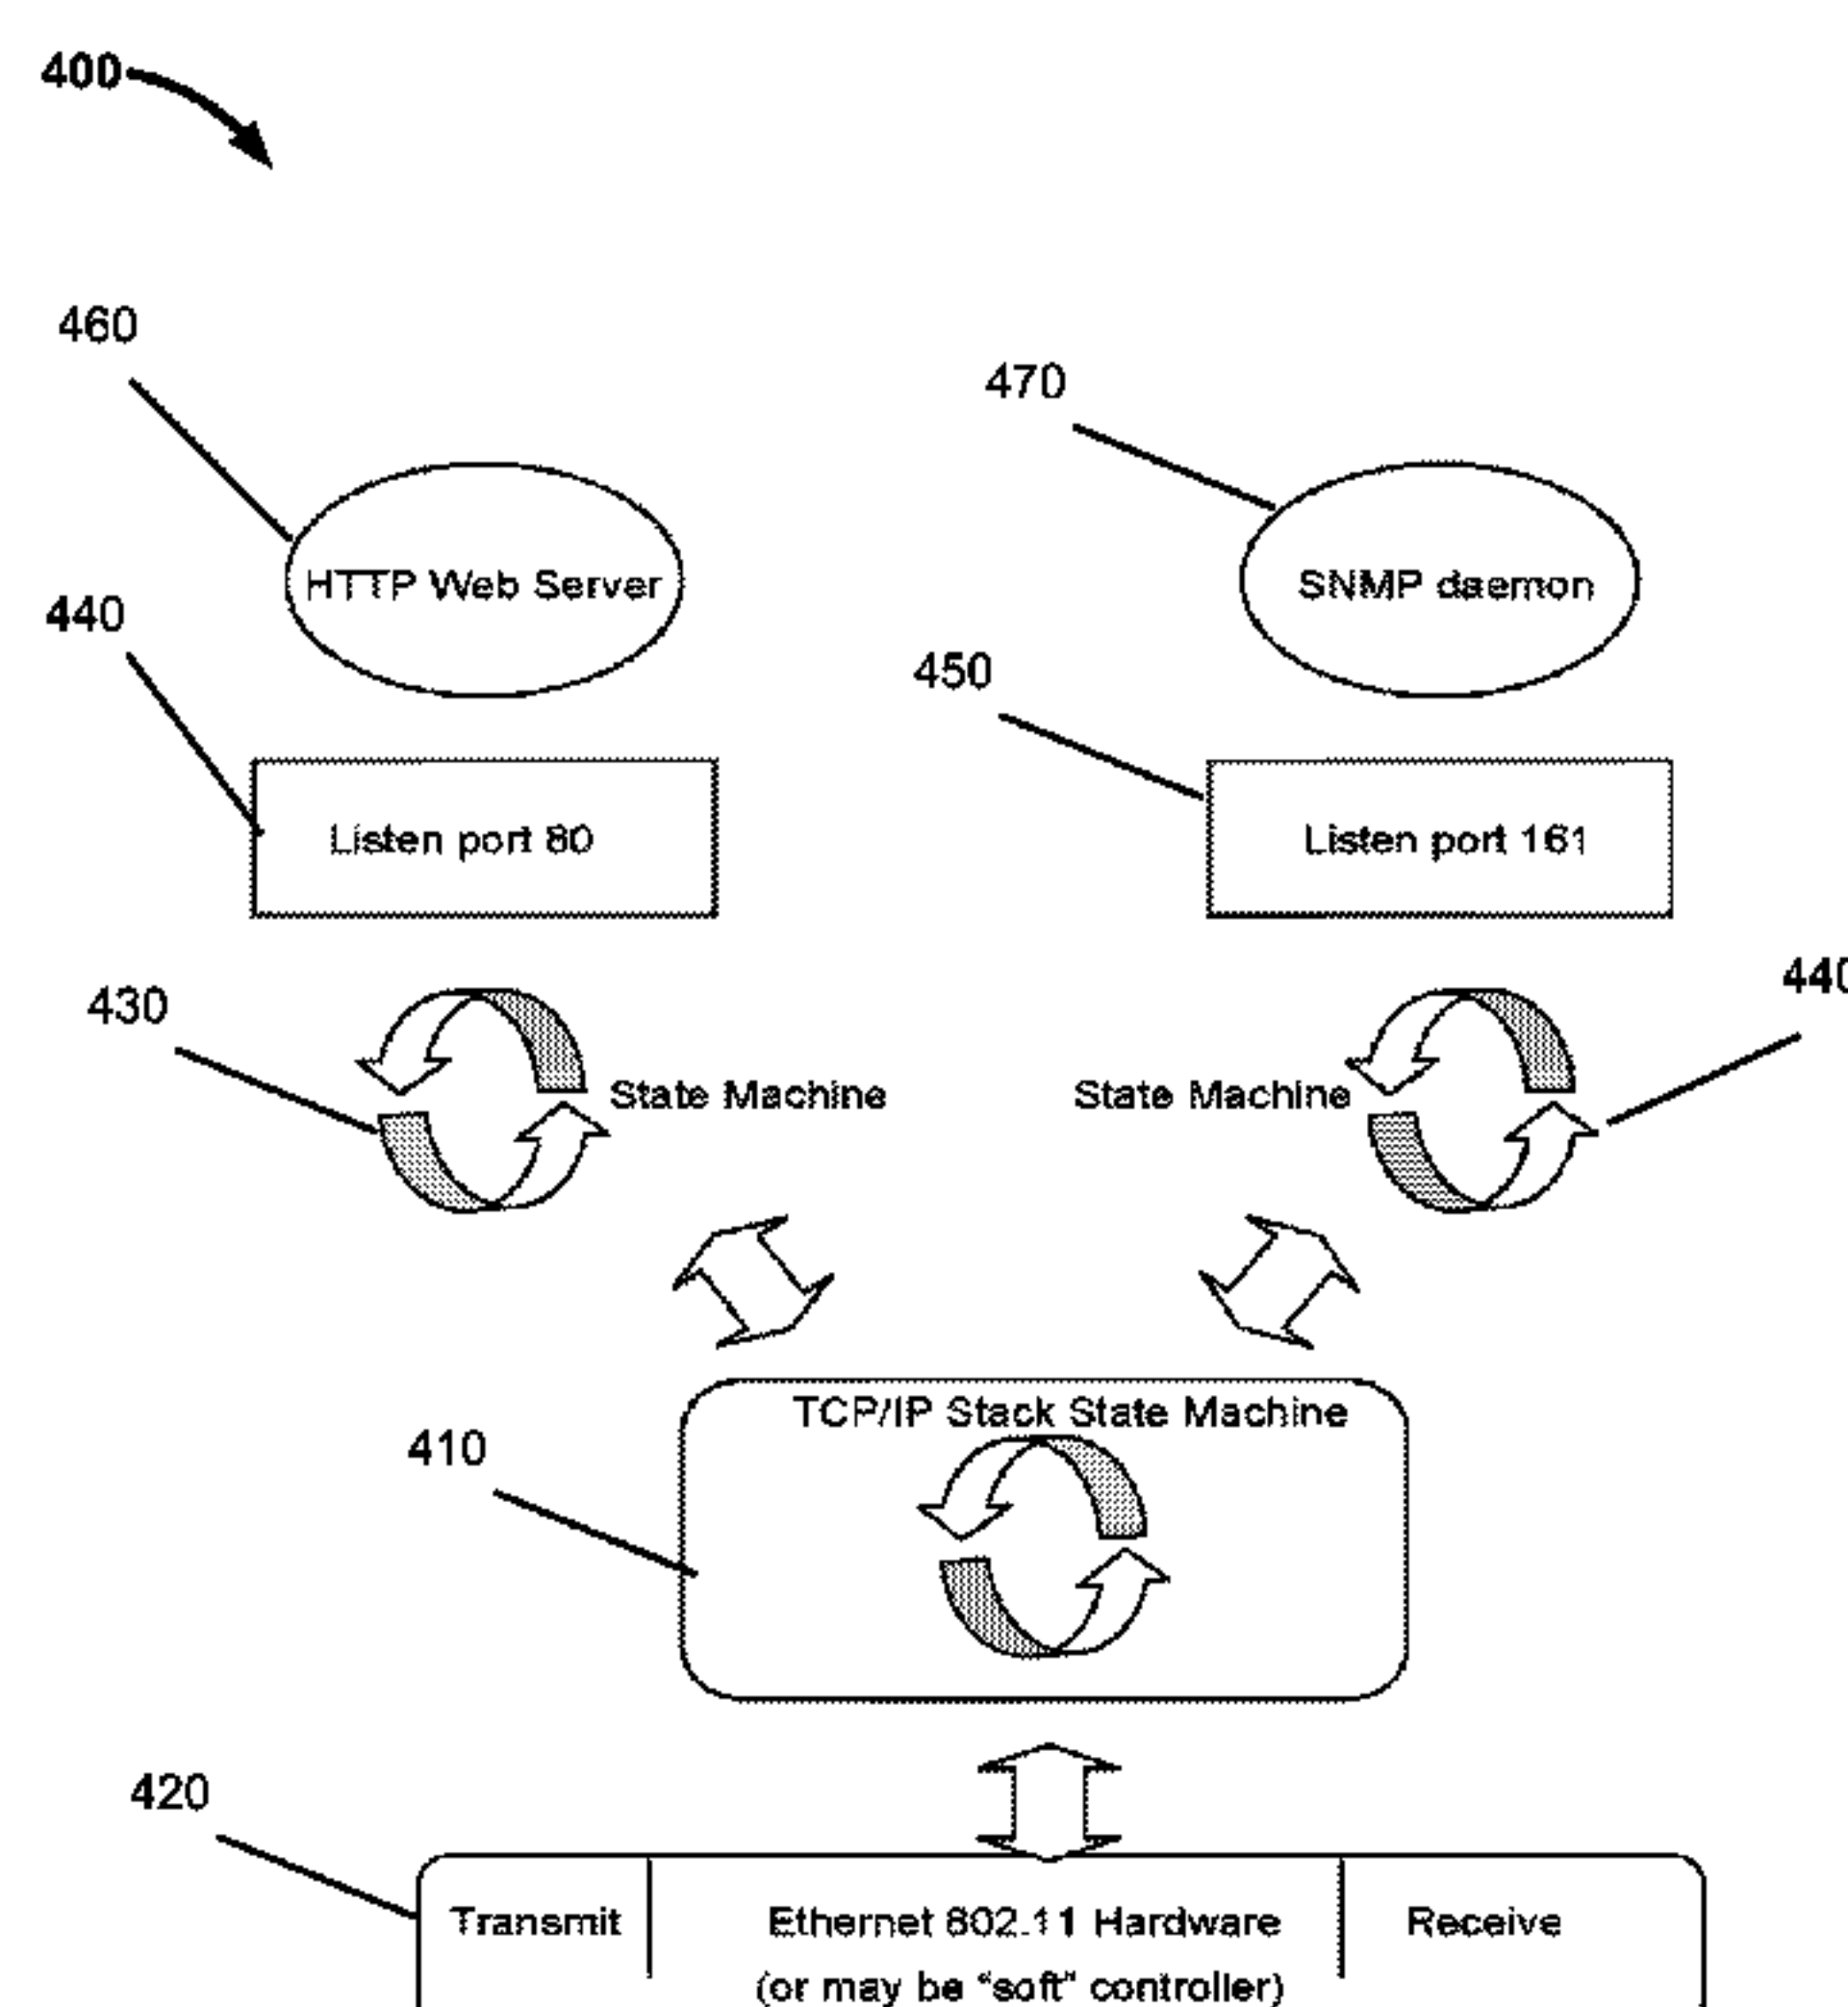 400
460
470
HTTP Web Server
SNMP daemon
440
450
Listen port 80
Listen port 161
430
440
State Machine
State Machine
TCP/IP Stack State Machine
410
420
Transmit
Ethernet 802.11 Hardware
Receive
(or may be "soft" controller)